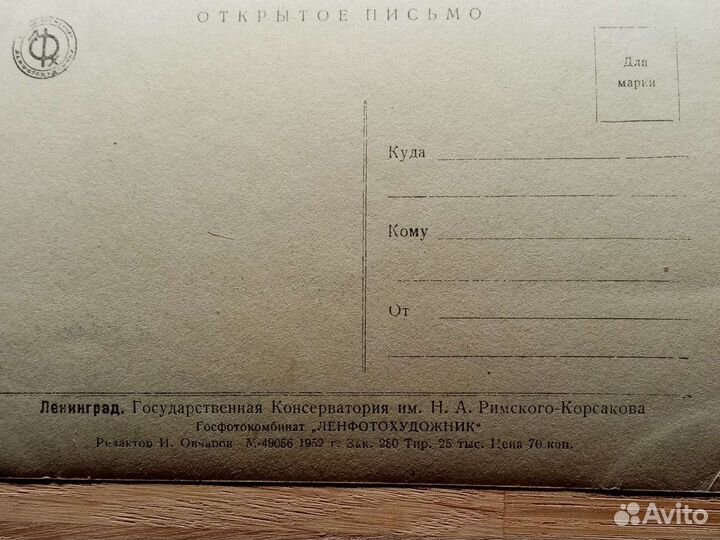 ОТКРЫТОЕ ПИСЬМО
ЛЕНФОТОХУДОЖНИК
Для
марки
Куда
Кому
От
Ленинград. Государственная Консерватория им. Н. А. Римского-Корсакова
Госфотокомбинат „ЛЕНФОТОХУДОЖНИК“
Редактор И. Овчаров М-49056 1952 г. Зак. 280 Тир. 25 тыс. Цена 70 коп.
Avito